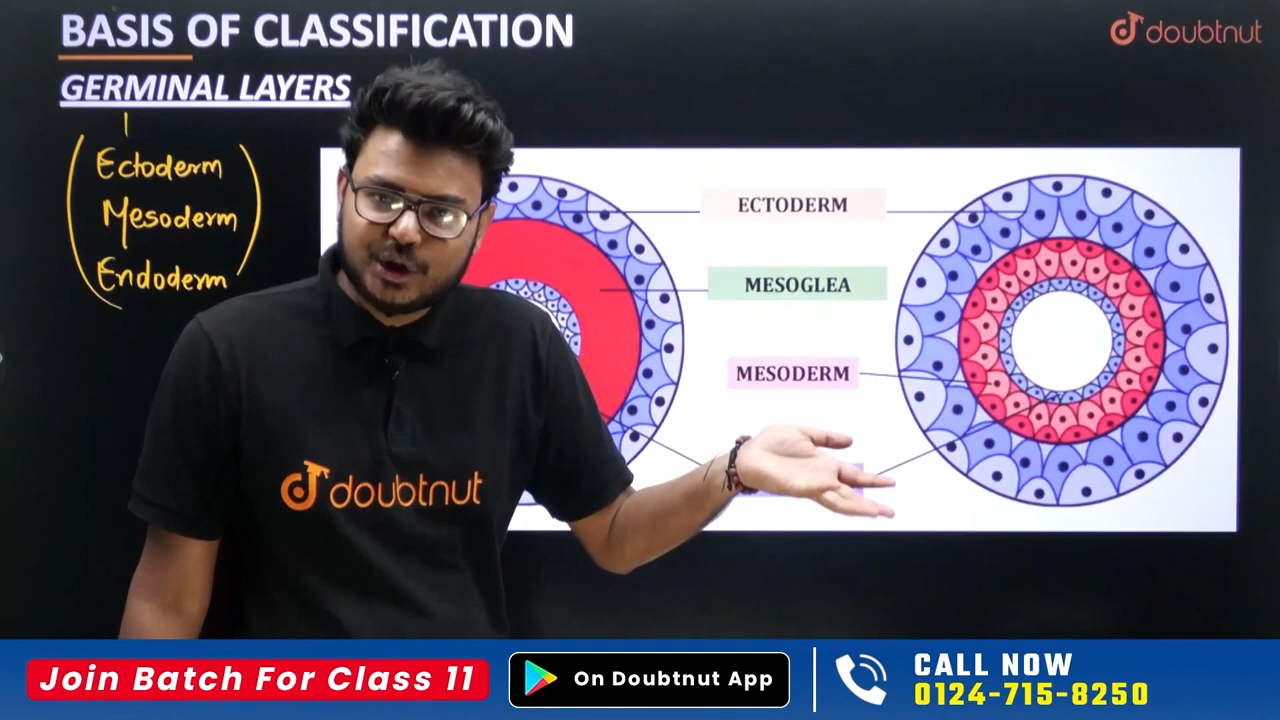 BASIS OF CLASSIFICATION
doubtnut
GERMINAL LAYERS
Ectoderm
Mesoderm
Endoderm
ECTODERM
MESOGLEA
MESODERM
doubtnut
Join Batch For Class 11
On Doubtnut App
CALL NOW
0124-715-8250